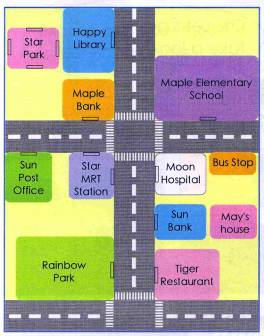 Star
Park
Happy
Library
Maple
Bank
Maple Elementary
School
Sun
Post
Office
Star
MRT
Station
Moon
Hospital
Bus Stop
Sun
Bank
May's
house
Rainbow
Park
Tiger
Restaurant